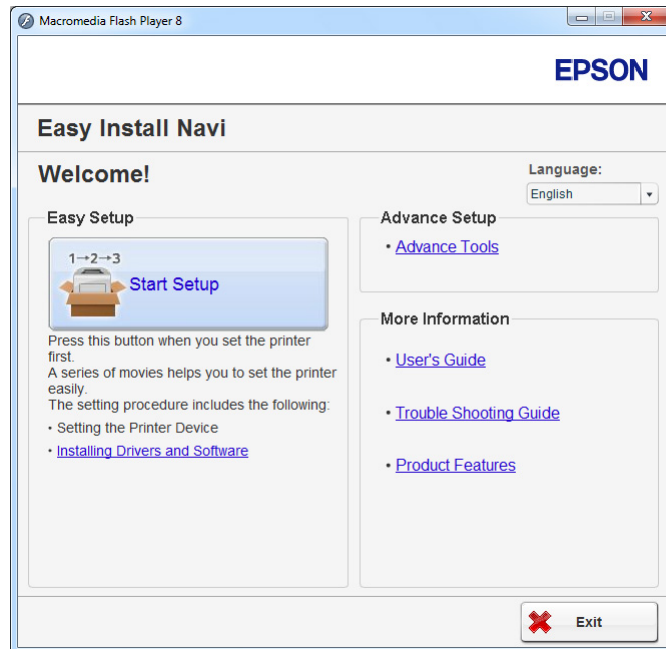 Macromedia Flash Player 8
EPSON
Easy Install Navi
Welcome!
Language:
English
Easy Setup
1→2→3
Start Setup
Press this button when you set the printer
first.
A series of movies helps you to set the printer
easily.
The setting procedure includes the following:
• Setting the Printer Device
• Installing Drivers and Software
Advance Setup
• Advance Tools
More Information
• User's Guide
• Trouble Shooting Guide
• Product Features
Exit